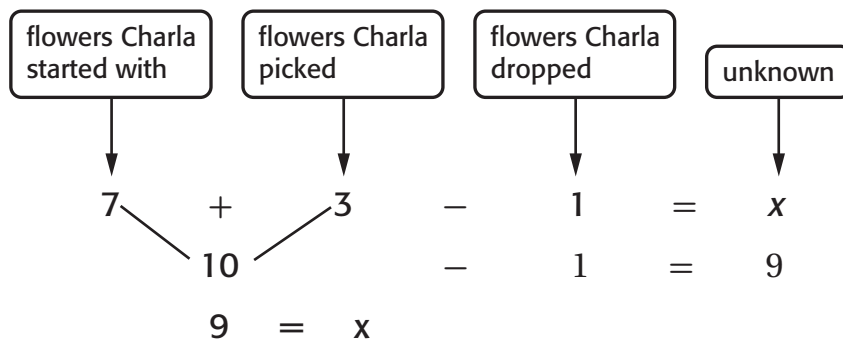 flowers Charla
started with
flowers Charla
picked
flowers Charla
dropped
unknown
7 + 3 − 1 = x
10 − 1 = 9
9 = x